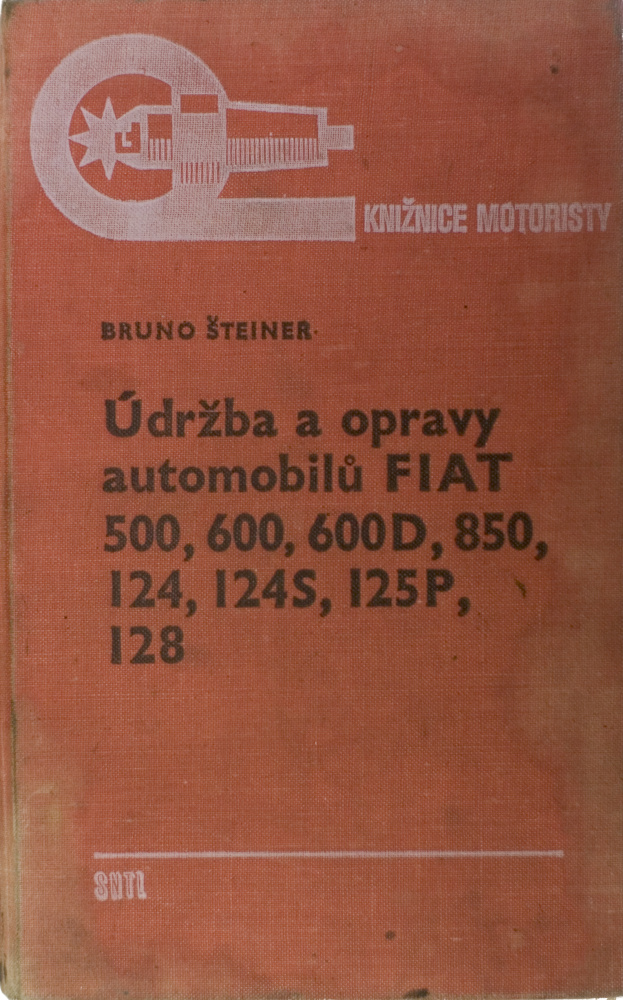 KNIŽNICE MOTORISTY
BRUNO ŠTEINER
Údržba a opravy
automobilů FIAT
500, 600, 600D, 850,
124, 124S, 125P,
128
SNTL